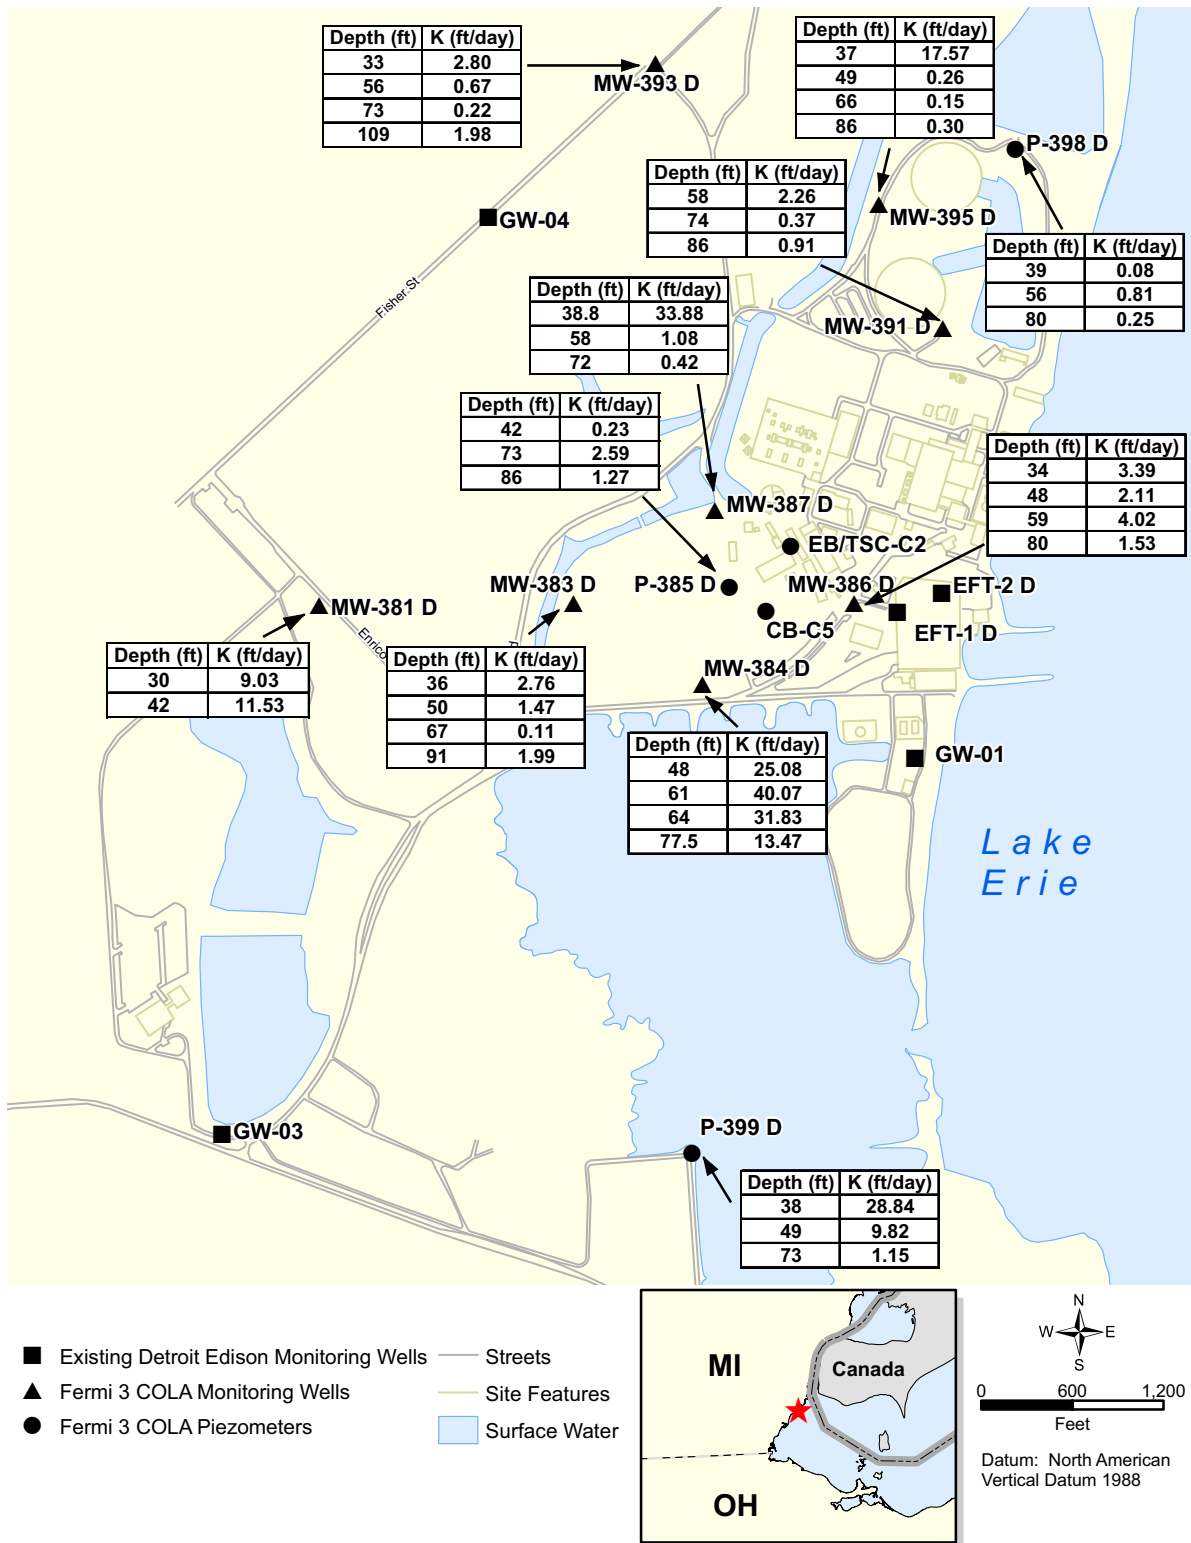 Depth (ft) K (ft/day)
33 2.80
56 0.67
73 0.22
109 1.98
MW-393 D
Depth (ft) K (ft/day)
37 17.57
49 0.26
66 0.15
86 0.30
P-398 D
Depth (ft) K (ft/day)
58 2.26
74 0.37
86 0.91
MW-395 D
GW-04
Depth (ft) K (ft/day)
39 0.08
56 0.81
80 0.25
Fisher St
Depth (ft) K (ft/day)
38.8 33.88
58 1.08
72 0.42
MW-391 D
Depth (ft) K (ft/day)
42 0.23
73 2.59
86 1.27
Depth (ft) K (ft/day)
34 3.39
48 2.11
59 4.02
80 1.53
MW-387 D
EB/TSC-C2
MW-383 D
P-385 D
MW-386 D
EFT-2 D
MW-381 D
CB-C5
EFT-1 D
Enrico
Depth (ft) K (ft/day)
30 9.03
42 11.53
Depth (ft) K (ft/day)
36 2.76
50 1.47
67 0.11
91 1.99
MW-384 D
Depth (ft) K (ft/day)
48 25.08
61 40.07
64 31.83
77.5 13.47
GW-01
Lake
Erie
GW-03
P-399 D
Depth (ft) K (ft/day)
38 28.84
49 9.82
73 1.15
Existing Detroit Edison Monitoring Wells
Fermi 3 COLA Monitoring Wells
Fermi 3 COLA Piezometers
Streets
Site Features
Surface Water
MI
Canada
OH
N
W E
S
0 600 1,200
Feet
Datum: North American
Vertical Datum 1988